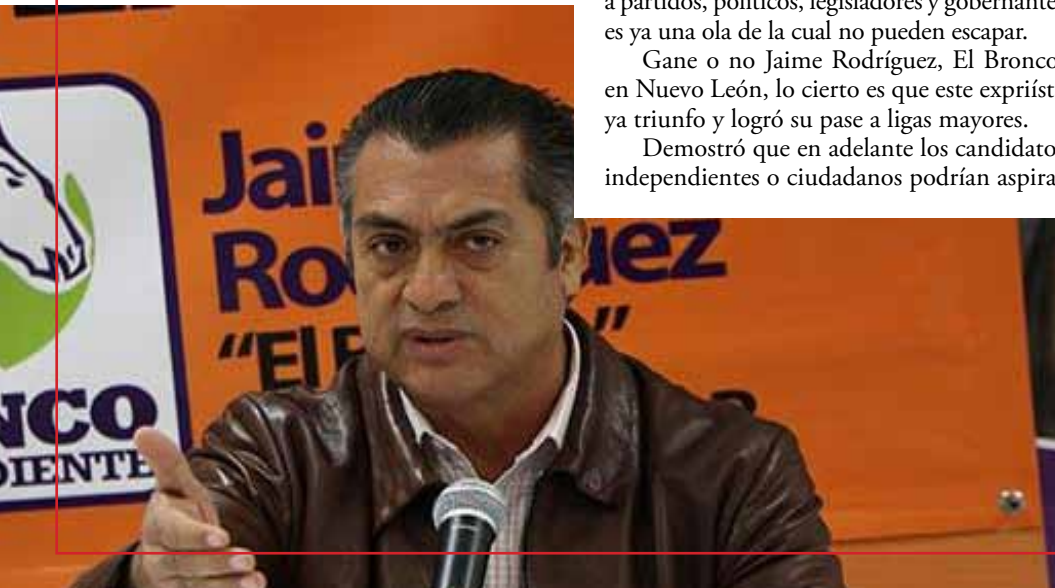 a partidos, políticos, legisladores y gobernante
es ya una ola de la cual no pueden escapar.
Gane o no Jaime Rodríguez, El Bronco
en Nuevo León, lo cierto es que este expriíst
ya triunfo y logró su pase a ligas mayores.
Demostró que en adelante los candidato
independientes o ciudadanos podrían aspira
Jai
Ro uez
"El "
NCO
DIENTE